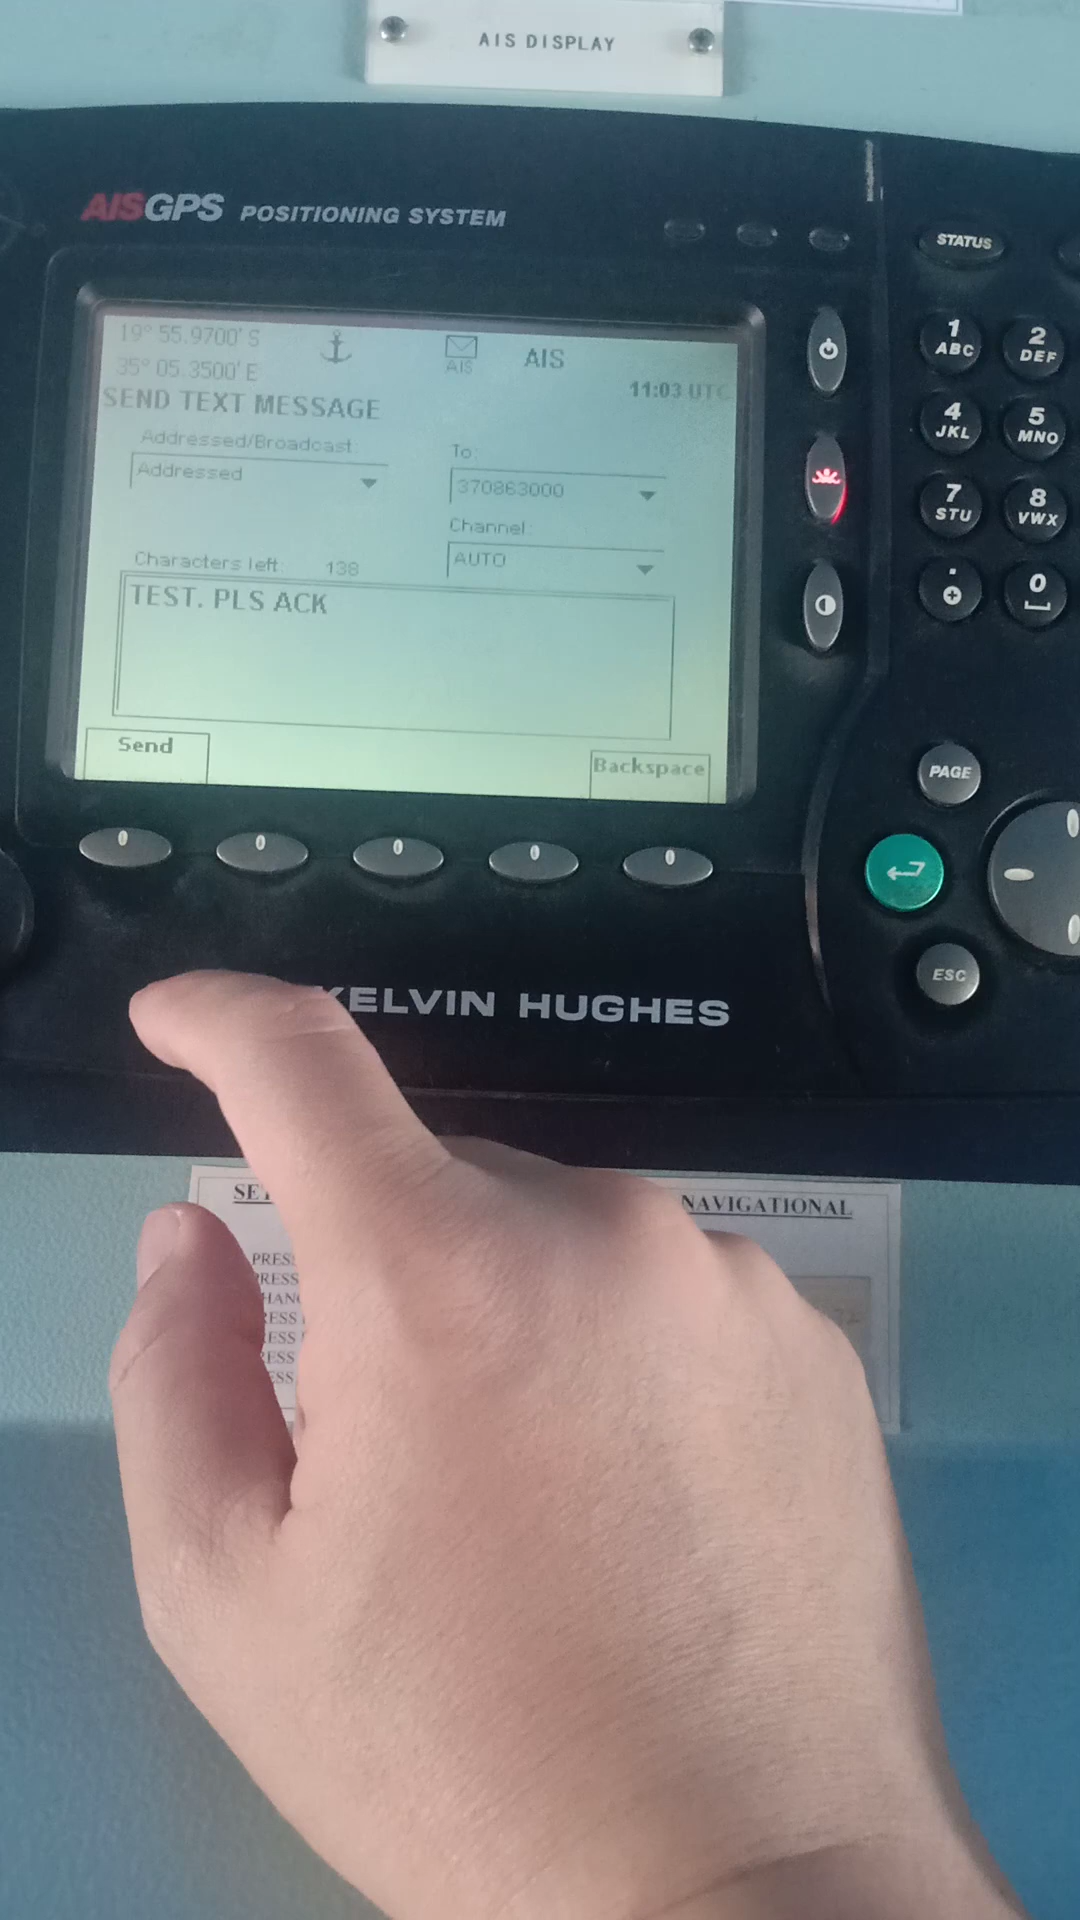 AIS DISPLAY
AISGPS POSITIONING SYSTEM
STATUS
19° 55.9700' S
35° 05.3500' E
AIS
AIS
11:03 UTC
SEND TEXT MESSAGE
Addressed/Broadcast:
Addressed
To:
370863000
Channel:
AUTO
Characters left: 138
TEST. PLS ACK
Send
Backspace
1 ABC
2 DEF
4 JKL
5 MNO
7 STU
8 VWX
0
PAGE
ESC
KELVIN HUGHES
NAVIGATIONAL